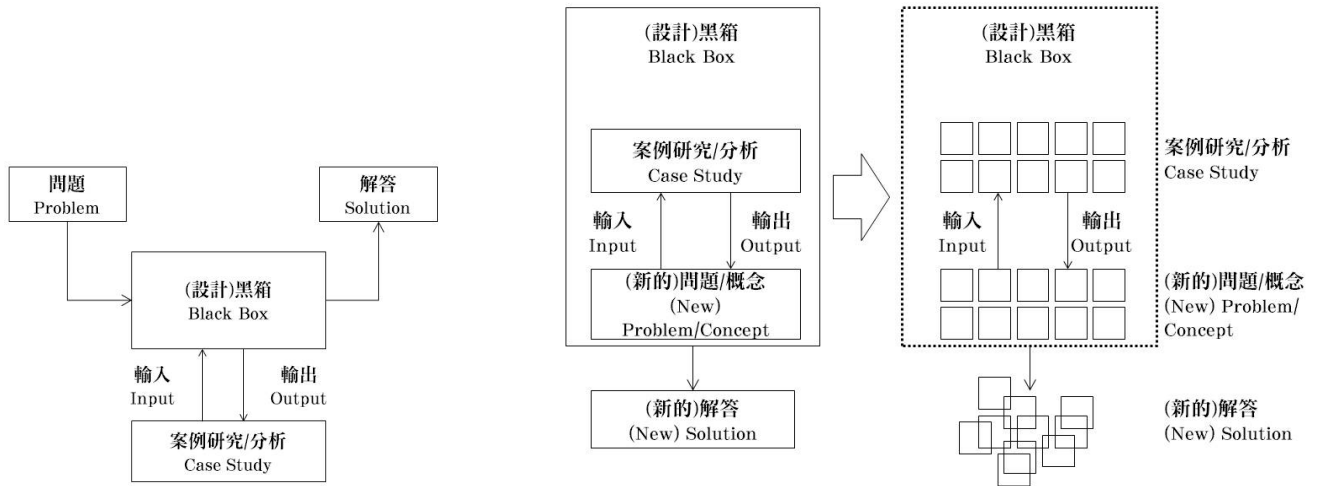 問題
Problem
解答
Solution
(設計)黑箱
Black Box
輸入
Input
輸出
Output
案例研究/分析
Case Study
(設計)黑箱
Black Box
案例研究/分析
Case Study
輸入
Input
輸出
Output
(新的)問題/概念
(New)
Problem/Concept
(新的)解答
(New) Solution
(設計)黑箱
Black Box
案例研究/分析
Case Study
輸入
Input
輸出
Output
(新的)問題/概念
(New) Problem/
Concept
(新的)解答
(New) Solution